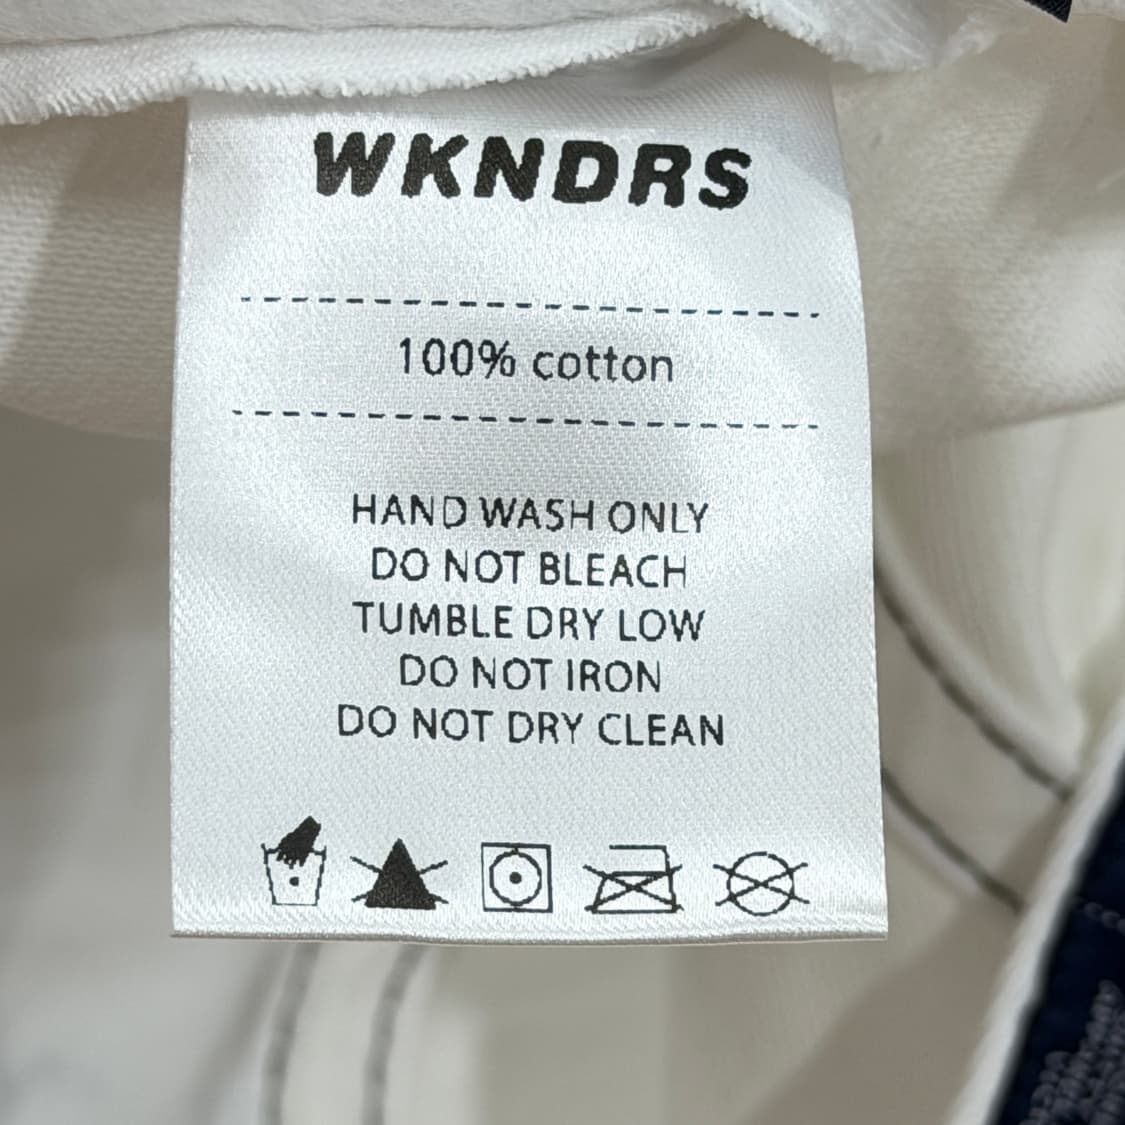 WKNDRS
100% cotton
HAND WASH ONLY
DO NOT BLEACH
TUMBLE DRY LOW
DO NOT IRON
DO NOT DRY CLEAN